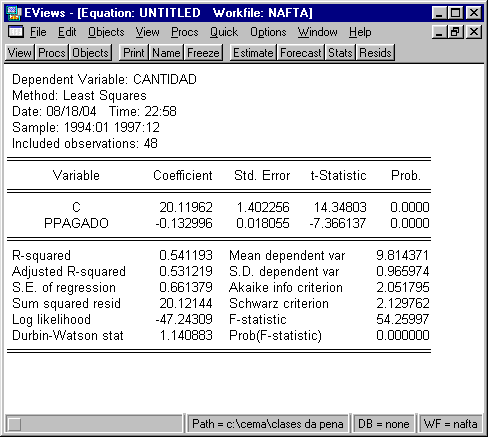 EViews - [Equation: UNTITLED Workfile: NAFTA]
File Edit Objects View Procs Quick Options Window Help
View Procs Objects Print Name Freeze Estimate Forecast Stats Resids
Dependent Variable: CANTIDAD
Method: Least Squares
Date: 08/18/04 Time: 22:58
Sample: 1994:01 1997:12
Included observations: 48
Variable Coefficient Std. Error t-Statistic Prob.
C 20.11962 1.402256 14.34803 0.0000
PPAGADO -0.132996 0.018055 -7.366137 0.0000
R-squared 0.541193 Mean dependent var 9.814371
Adjusted R-squared 0.531219 S.D. dependent var 0.965974
S.E. of regression 0.661379 Akaike info criterion 2.051795
Sum squared resid 20.12144 Schwarz criterion 2.129762
Log likelihood -47.24309 F-statistic 54.25997
Durbin-Watson stat 1.140883 Prob(F-statistic) 0.000000
Path = c:\cema\clases da pena DB = none WF = nafta